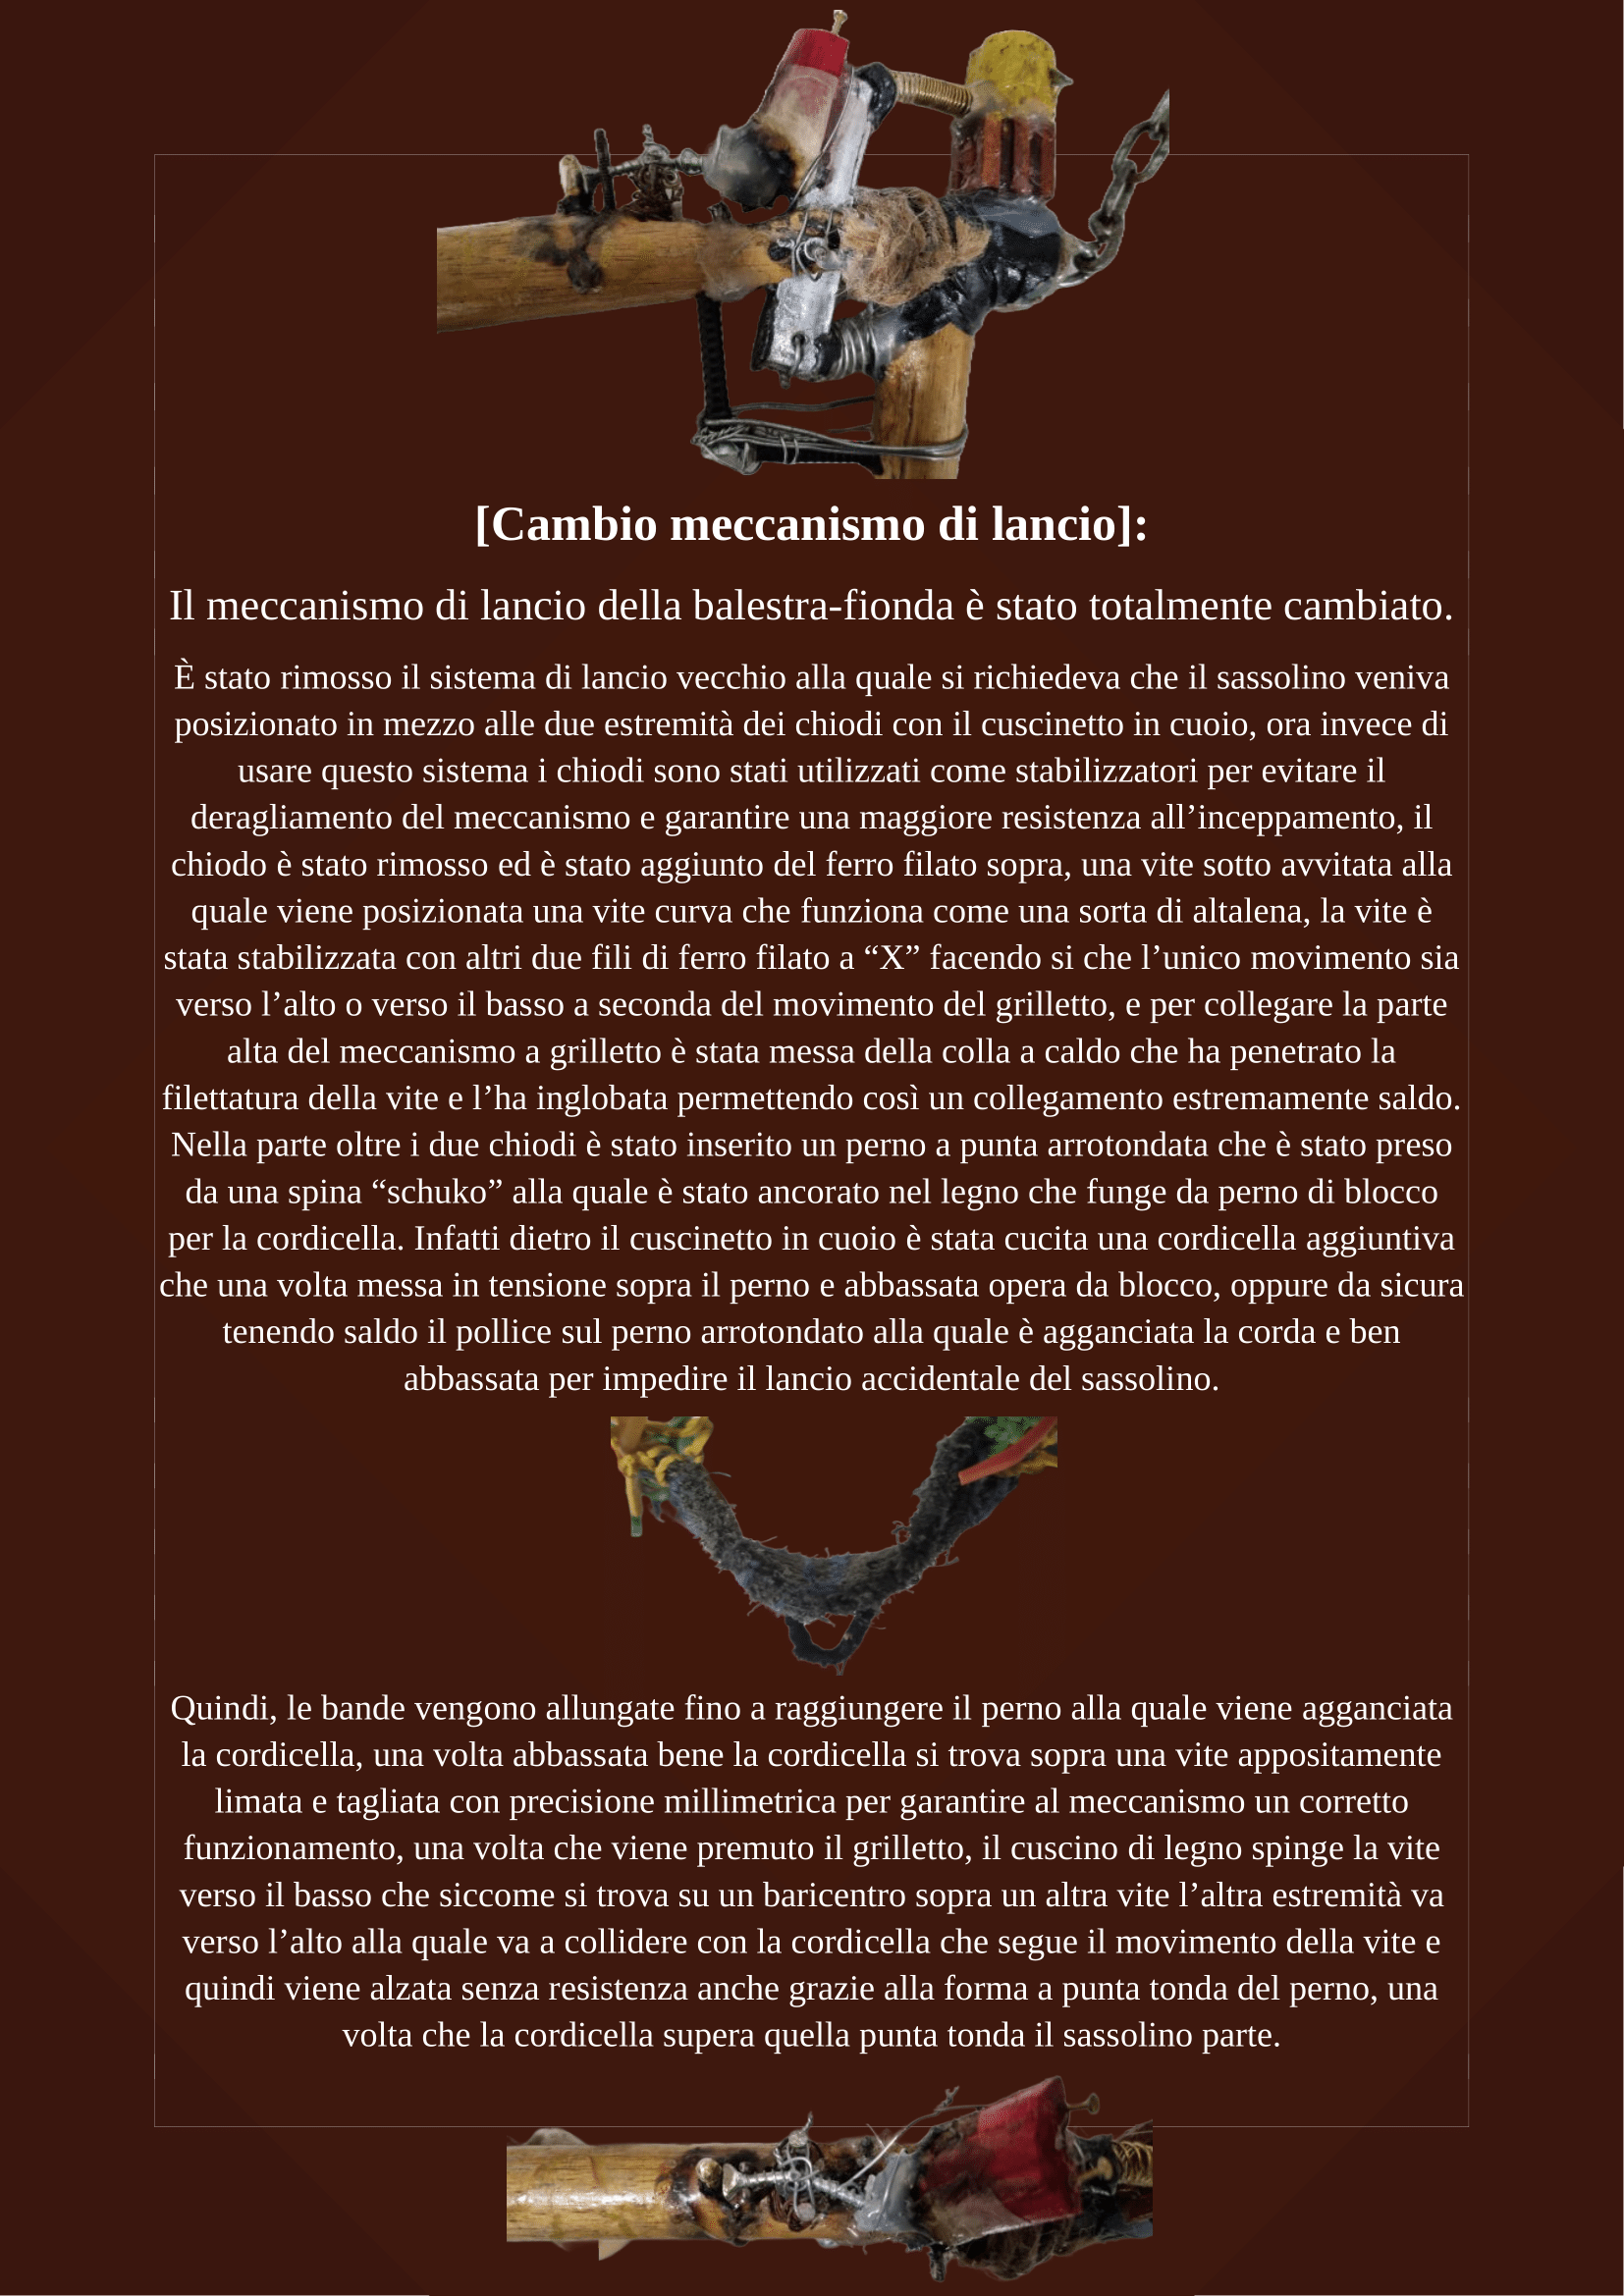 [Cambio meccanismo di lancio]:
Il meccanismo di lancio della balestra-fionda è stato totalmente cambiato.
È stato rimosso il sistema di lancio vecchio alla quale si richiedeva che il sassolino veniva
posizionato in mezzo alle due estremità dei chiodi con il cuscinetto in cuoio, ora invece di
usare questo sistema i chiodi sono stati utilizzati come stabilizzatori per evitare il
deragliamento del meccanismo e garantire una maggiore resistenza all’inceppamento, il
chiodo è stato rimosso ed è stato aggiunto del ferro filato sopra, una vite sotto avvitata alla
quale viene posizionata una vite curva che funziona come una sorta di altalena, la vite è
stata stabilizzata con altri due fili di ferro filato a “X” facendo si che l’unico movimento sia
verso l’alto o verso il basso a seconda del movimento del grilletto, e per collegare la parte
alta del meccanismo a grilletto è stata messa della colla a caldo che ha penetrato la
filettatura della vite e l’ha inglobata permettendo così un collegamento estremamente saldo.
Nella parte oltre i due chiodi è stato inserito un perno a punta arrotondata che è stato preso
da una spina “schuko” alla quale è stato ancorato nel legno che funge da perno di blocco
per la cordicella. Infatti dietro il cuscinetto in cuoio è stata cucita una cordicella aggiuntiva
che una volta messa in tensione sopra il perno e abbassata opera da blocco, oppure da sicura
tenendo saldo il pollice sul perno arrotondato alla quale è agganciata la corda e ben
abbassata per impedire il lancio accidentale del sassolino.
Quindi, le bande vengono allungate fino a raggiungere il perno alla quale viene agganciata
la cordicella, una volta abbassata bene la cordicella si trova sopra una vite appositamente
limata e tagliata con precisione millimetrica per garantire al meccanismo un corretto
funzionamento, una volta che viene premuto il grilletto, il cuscino di legno spinge la vite
verso il basso che siccome si trova su un baricentro sopra un altra vite l’altra estremità va
verso l’alto alla quale va a collidere con la cordicella che segue il movimento della vite e
quindi viene alzata senza resistenza anche grazie alla forma a punta tonda del perno, una
volta che la cordicella supera quella punta tonda il sassolino parte.